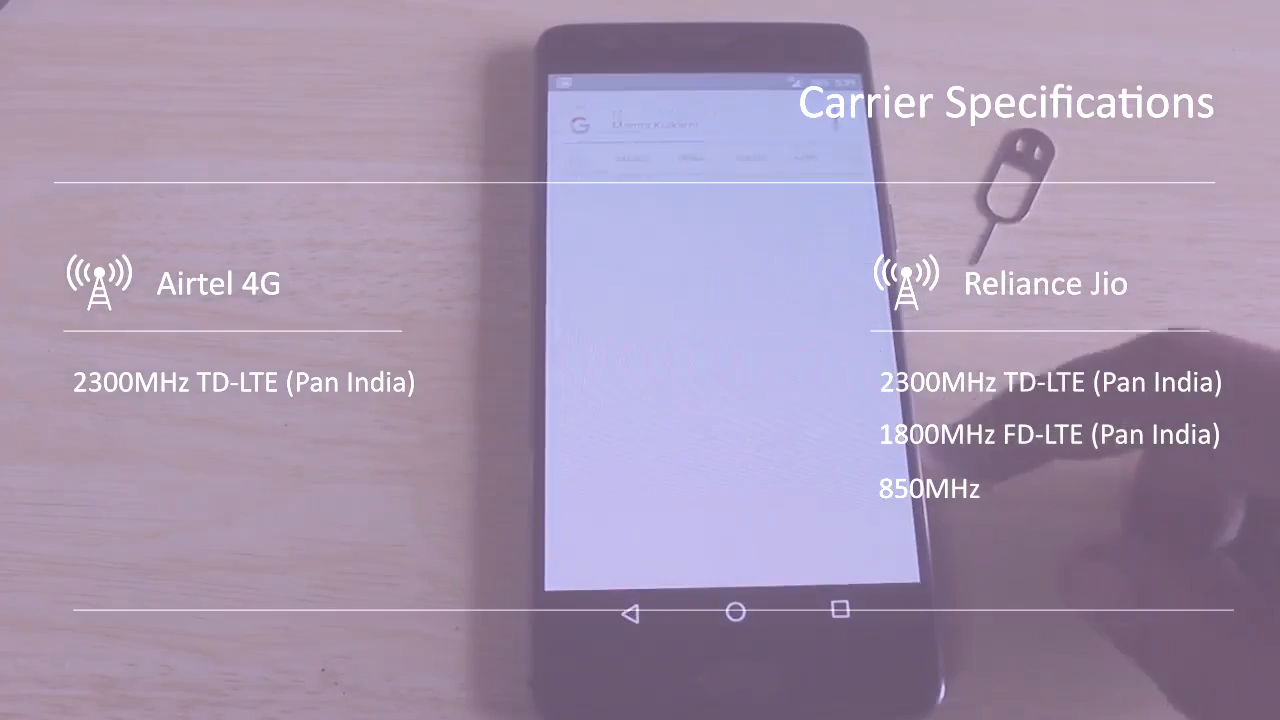 Carrier Specifications
Airtel 4G
Reliance Jio
2300MHz TD-LTE (Pan India)
2300MHz TD-LTE (Pan India)
1800MHz FD-LTE (Pan India)
850MHz